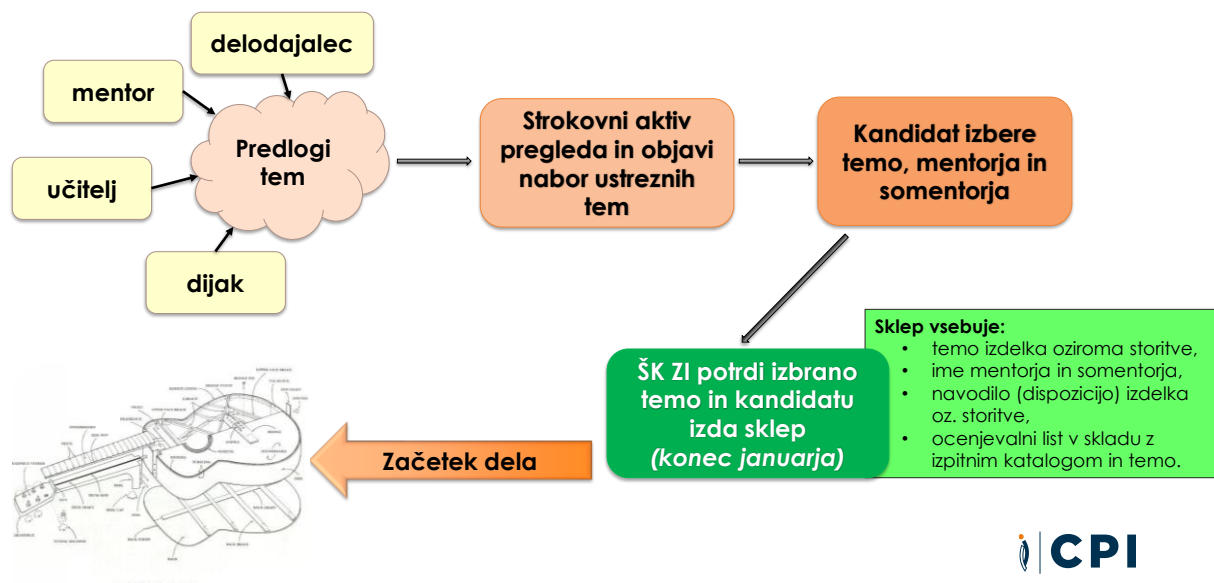 delodajalec
mentor
učitelj
dijak
Predlogi
tem
Strokovni aktiv
pregleda in objavi
nabor ustreznih
tem
Kandidat izbere
temo, mentorja in
somentorja
ŠK ZI potrdi izbrano
temo in kandidatu
izda sklep
(konec januarja)
Sklep vsebuje:
• temo izdelka oziroma storitve,
• ime mentorja in somentorja,
• navodilo (dispozicijo) izdelka
oz. storitve,
• ocenjevalni list v skladu z
izpitnim katalogom in temo.
Začetek dela
CPI